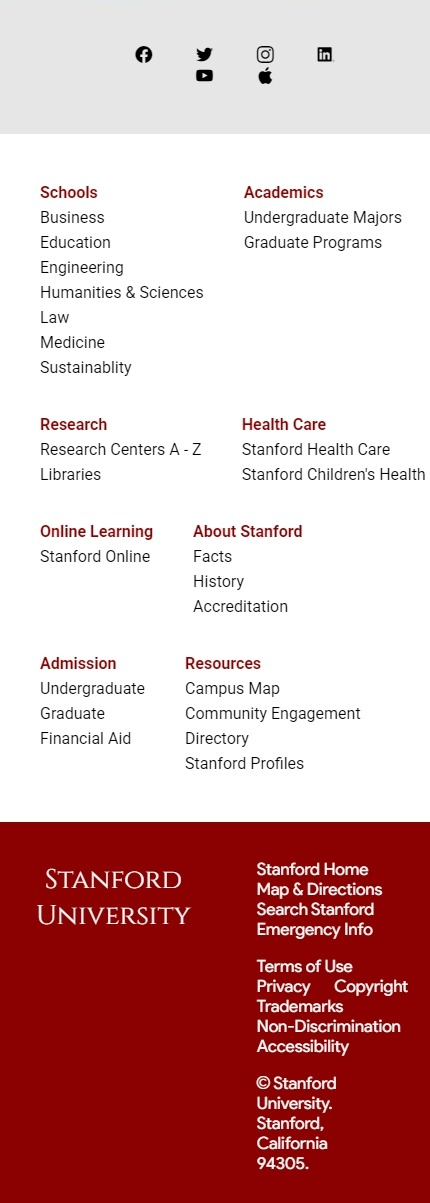 Schools
Business
Education
Engineering
Humanities & Sciences
Law
Medicine
Sustainablity
Academics
Undergraduate Majors
Graduate Programs
Research
Research Centers A - Z
Libraries
Health Care
Stanford Health Care
Stanford Children's Health
Online Learning
Stanford Online
About Stanford
Facts
History
Accreditation
Admission
Undergraduate
Graduate
Financial Aid
Resources
Campus Map
Community Engagement
Directory
Stanford Profiles
Stanford
University
Stanford Home
Map & Directions
Search Stanford
Emergency Info
Terms of Use
Privacy Copyright
Trademarks
Non-Discrimination
Accessibility
© Stanford
University.
Stanford,
California
94305.